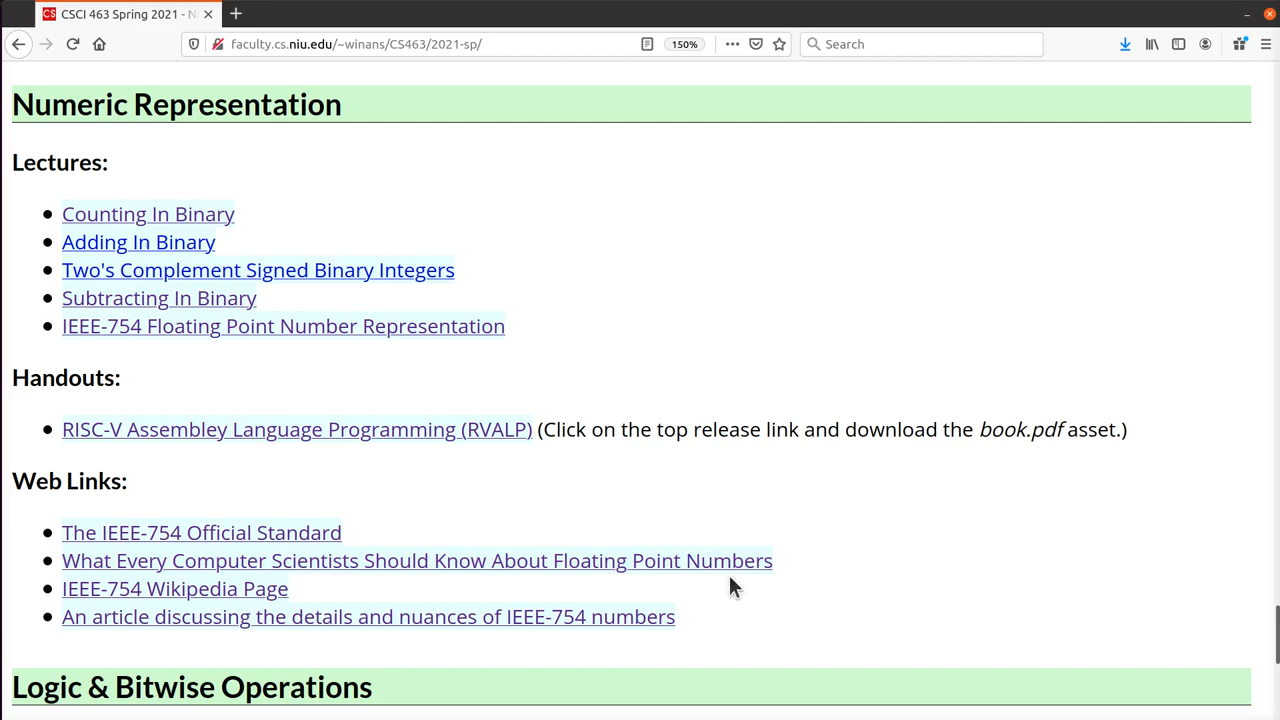 CSCI 463 Spring 2021 - N
faculty.cs.niu.edu/~winans/CS463/2021-sp/
150%
Search
Numeric Representation
Lectures:
Counting In Binary
Adding In Binary
Two's Complement Signed Binary Integers
Subtracting In Binary
IEEE-754 Floating Point Number Representation
Handouts:
RISC-V Assembley Language Programming (RVALP) (Click on the top release link and download the book.pdf asset.)
Web Links:
The IEEE-754 Official Standard
What Every Computer Scientists Should Know About Floating Point Numbers
IEEE-754 Wikipedia Page
An article discussing the details and nuances of IEEE-754 numbers
Logic & Bitwise Operations